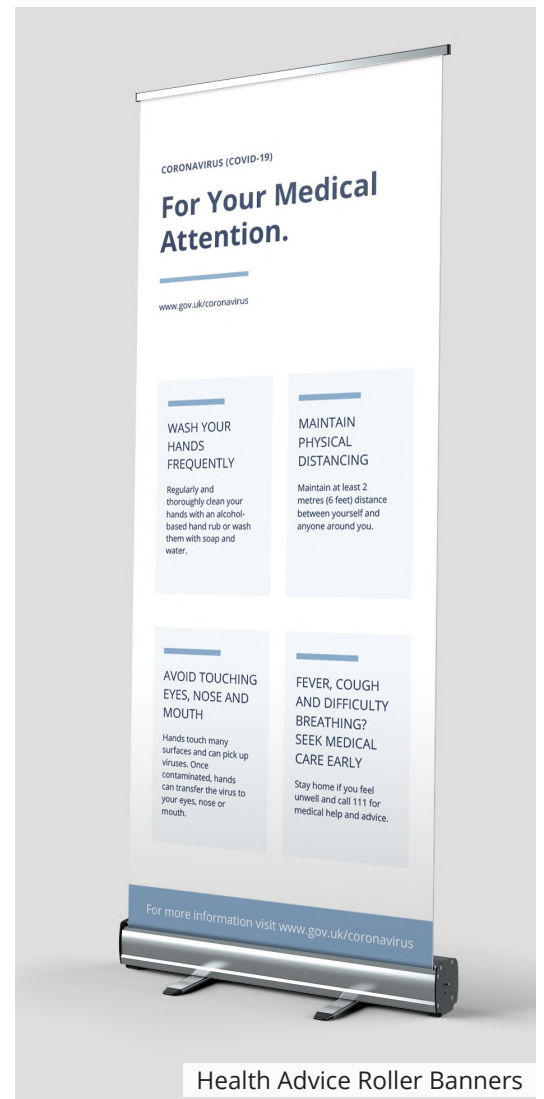 CORONAVIRUS (COVID-19)
For Your Medical
Attention.
www.gov.uk/coronavirus
WASH YOUR
HANDS
FREQUENTLY
Regularly and
thoroughly clean your
hands with an alcohol-
based hand rub or wash
them with soap and
water.
MAINTAIN
PHYSICAL
DISTANCING
Maintain at least 2
metres (6 feet) distance
between yourself and
anyone around you.
AVOID TOUCHING
EYES, NOSE AND
MOUTH
Hands touch many
surfaces and can pick up
viruses. Once
contaminated, hands
can transfer the virus to
your eyes, nose or
mouth.
FEVER, COUGH
AND DIFFICULTY
BREATHING?
SEEK MEDICAL
CARE EARLY
Stay home if you feel
unwell and call 111 for
medical help and advice.
For more information visit www.gov.uk/coronavirus
Health Advice Roller Banners